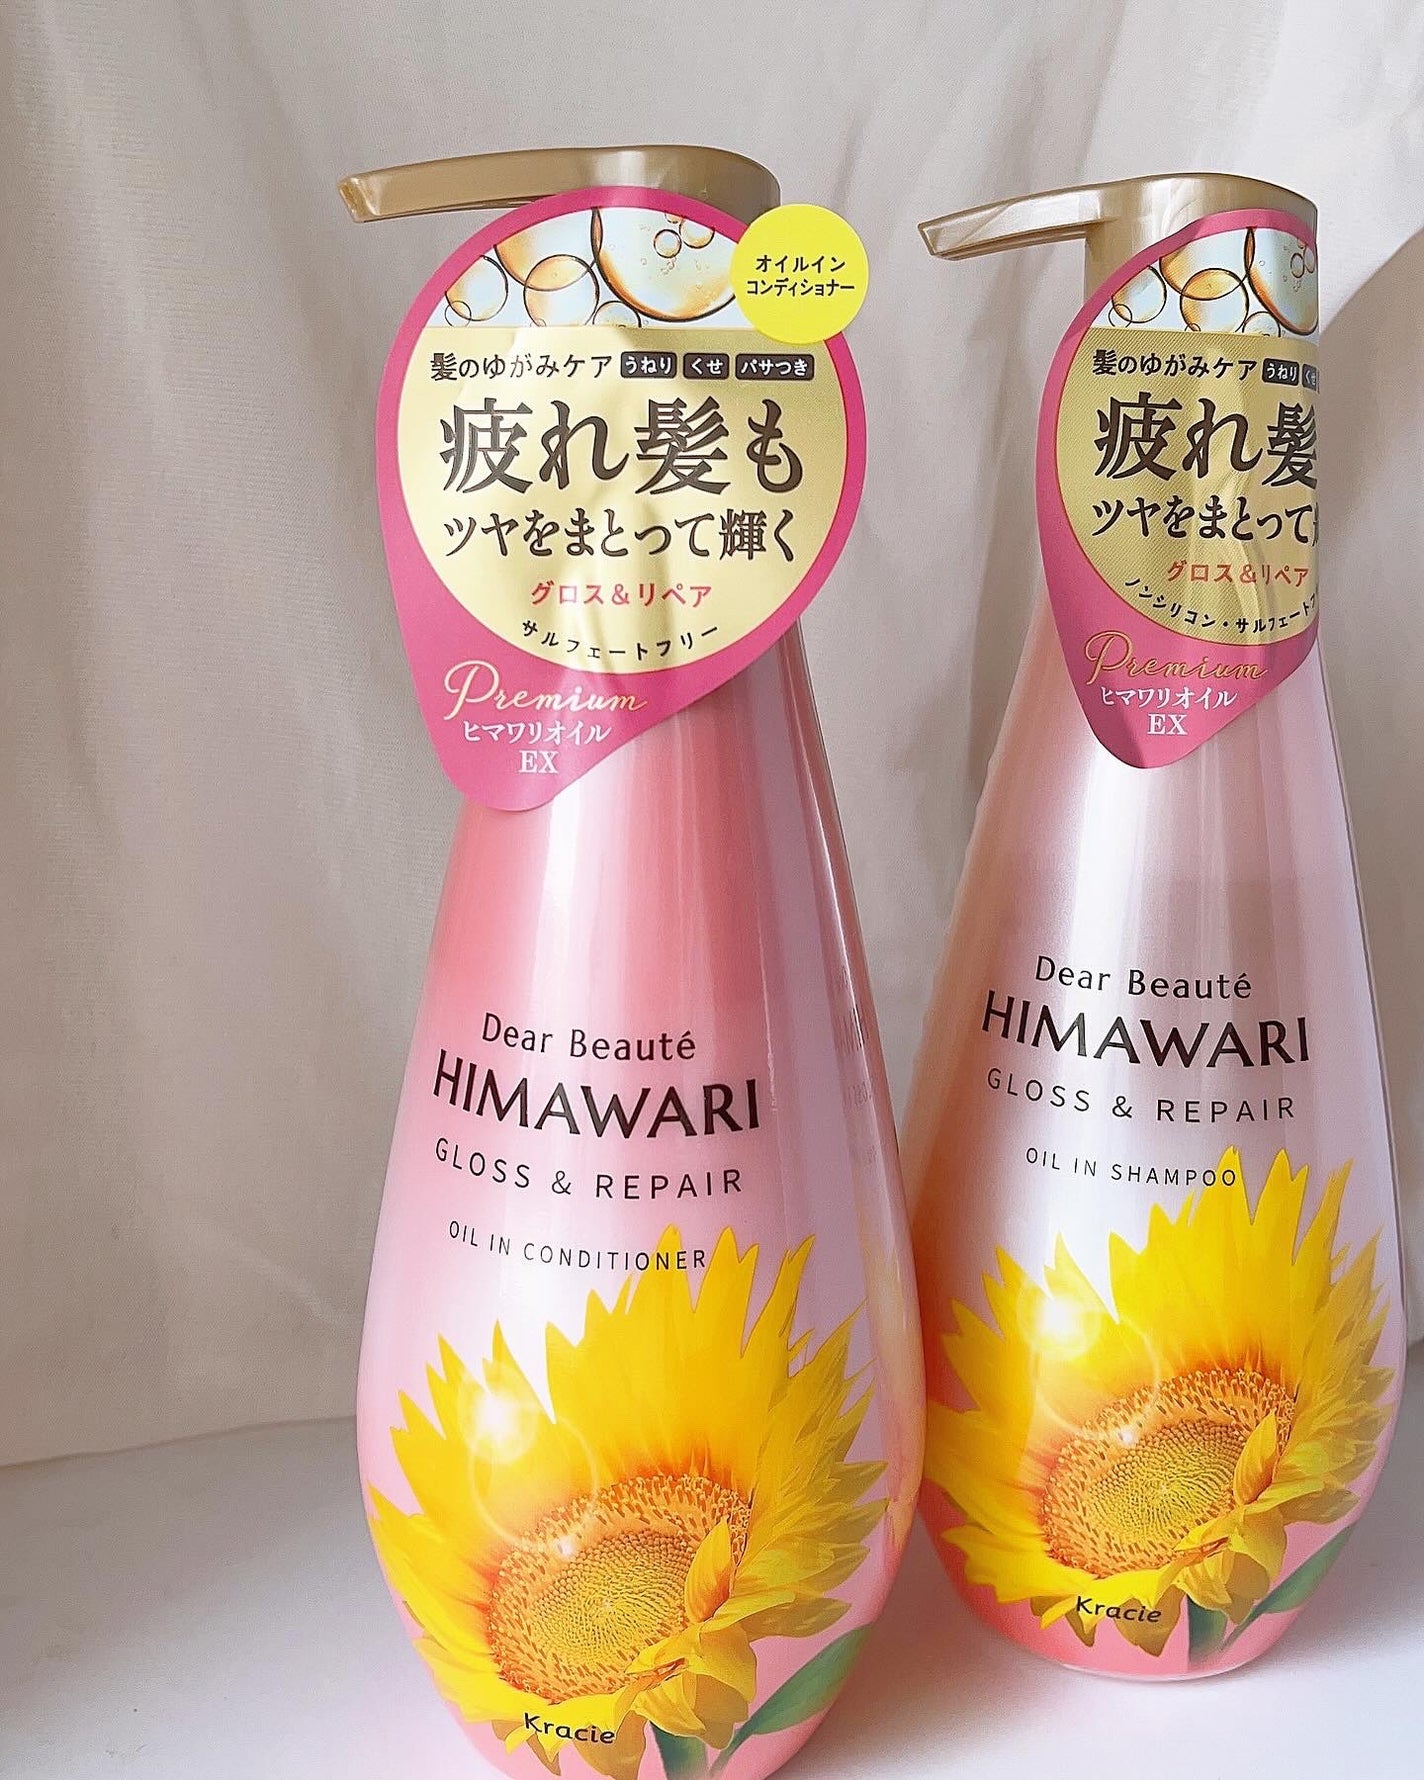 オイルイン
コンディショナー
髪のゆがみケア うねり くせ パサつき
疲れ髪も
ツヤをまとって輝く
グロス&リペア
サルフェートフリー
Premium
ヒマワリオイル
EX
Dear Beauté
HIMAWARI
GLOSS & REPAIR
OIL IN CONDITIONER
Kracie
髪のゆがみケア うねり
疲れ髪
ツヤをまとって
グロス&リペア
ノンシリコン・サルフェート
Premium
ヒマワリオイル
EX
Dear Beauté
HIMAWARI
GLOSS & REPAIR
OIL IN SHAMPOO
Kracie